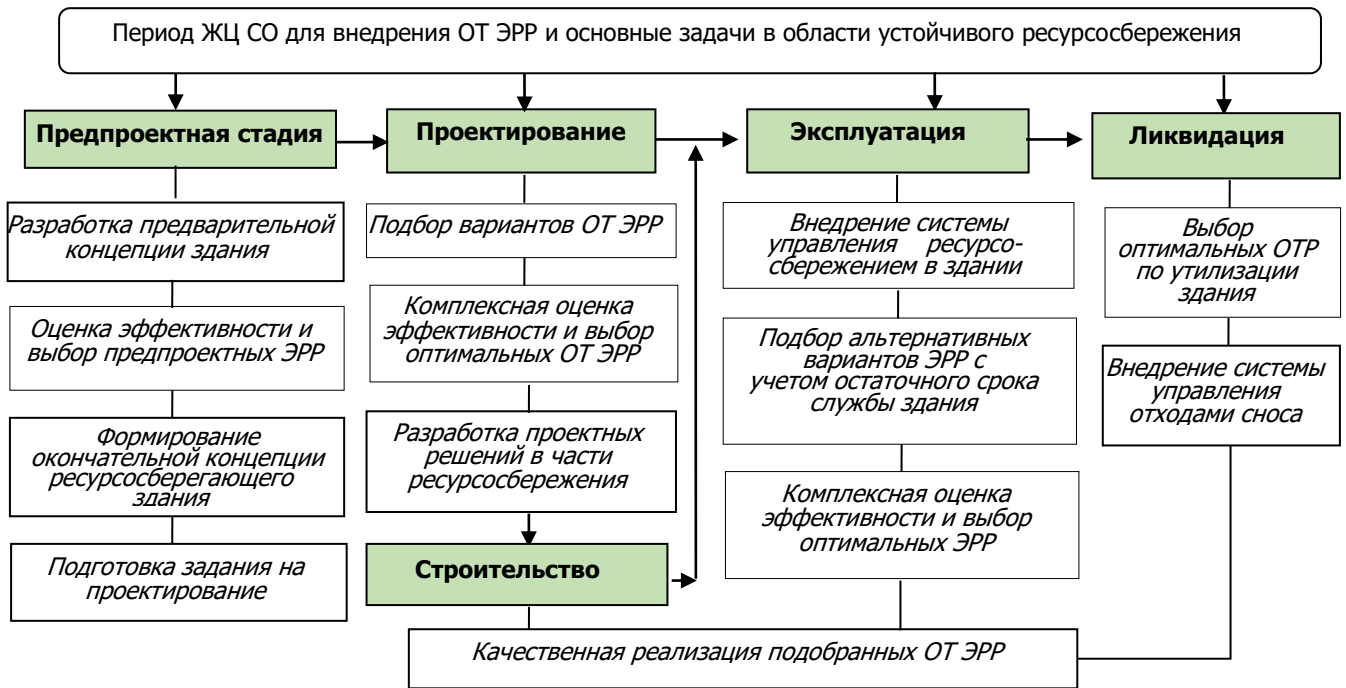 Период ЖЦ СО для внедрения ОТ ЭРР и основные задачи в области устойчивого ресурсосбережения
Предпроектная стадия
Проектирование
Эксплуатация
Ликвидация
Разработка предварительной
концепции здания
Оценка эффективности и
выбор предпроектных ЭРР
Формирование
окончательной концепции
ресурсосберегающего
здания
Подготовка задания на
проектирование
Подбор вариантов ОТ ЭРР
Комплексная оценка
эффективности и выбор
оптимальных ОТ ЭРР
Разработка проектных
решений в части
ресурсосбережения
Строительство
Внедрение системы
управления ресурсо-
сбережением в здании
Подбор альтернативных
вариантов ЭРР с
учетом остаточного срока
службы здания
Комплексная оценка
эффективности и выбор
оптимальных ЭРР
Выбор
оптимальных ОТР
по утилизации
здания
Внедрение системы
управления
отходами сноса
Качественная реализация подобранных ОТ ЭРР